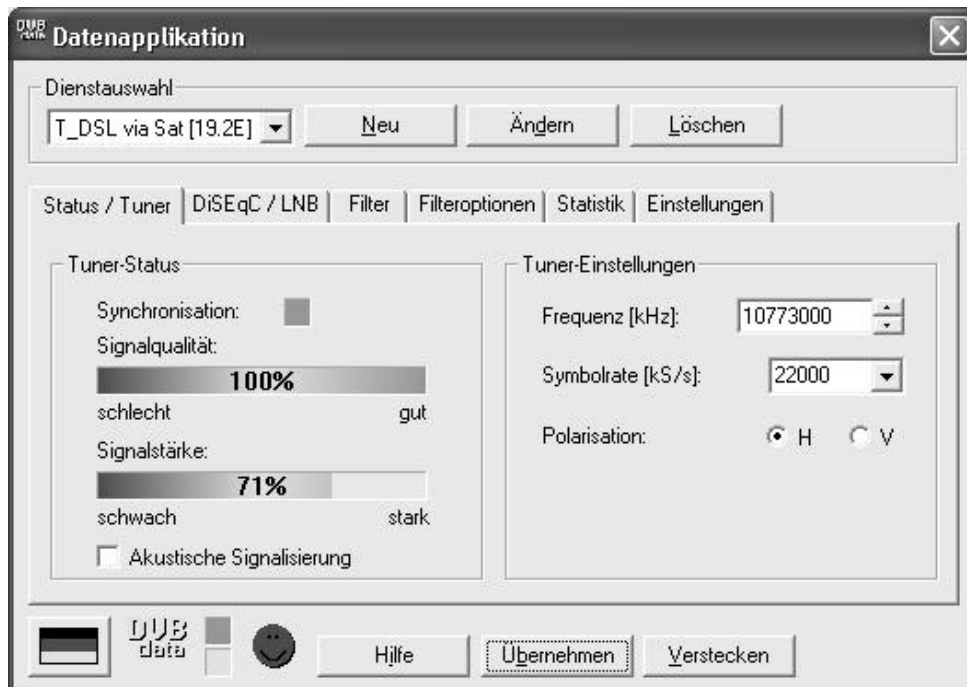 DVB data Datenapplikation
Dienstauswahl
T_DSL via Sat [19.2E] Neu Ändern Löschen
Status / Tuner DiSEqC / LNB Filter Filteroptionen Statistik Einstellungen
Tuner-Status
Synchronisation:
Signalqualität:
100%
schlecht gut
Signalstärke:
71%
schwach stark
Akustische Signalisierung
Tuner-Einstellungen
Frequenz [kHz]: 10773000
Symbolrate [kS/s]: 22000
Polarisation: H V
DVB data
Hilfe Übernehmen Verstecken